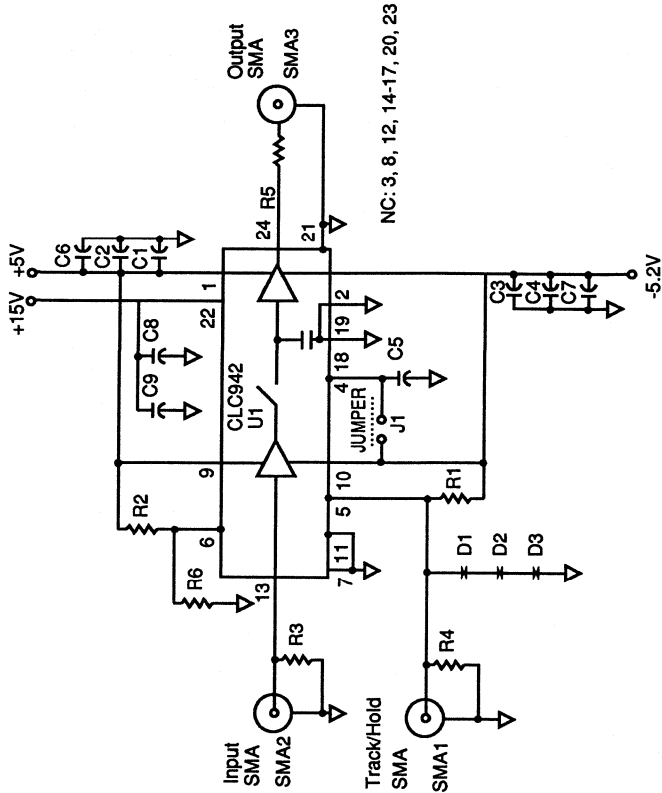 +15V
+5V
C6
C2
C1
C9
C8
Output
SMA
SMA3
NC: 3, 8, 12, 14-17, 20, 23
R5
24
21
1
22
2
19
18
4
C5
CLC942
U1
JUMPER
J1
9
10
5
6
11
7
13
R2
R6
R1
C3
C4
C7
-5.2V
D1
D2
D3
R3
R4
Input
SMA
SMA2
Track/Hold
SMA
SMA1